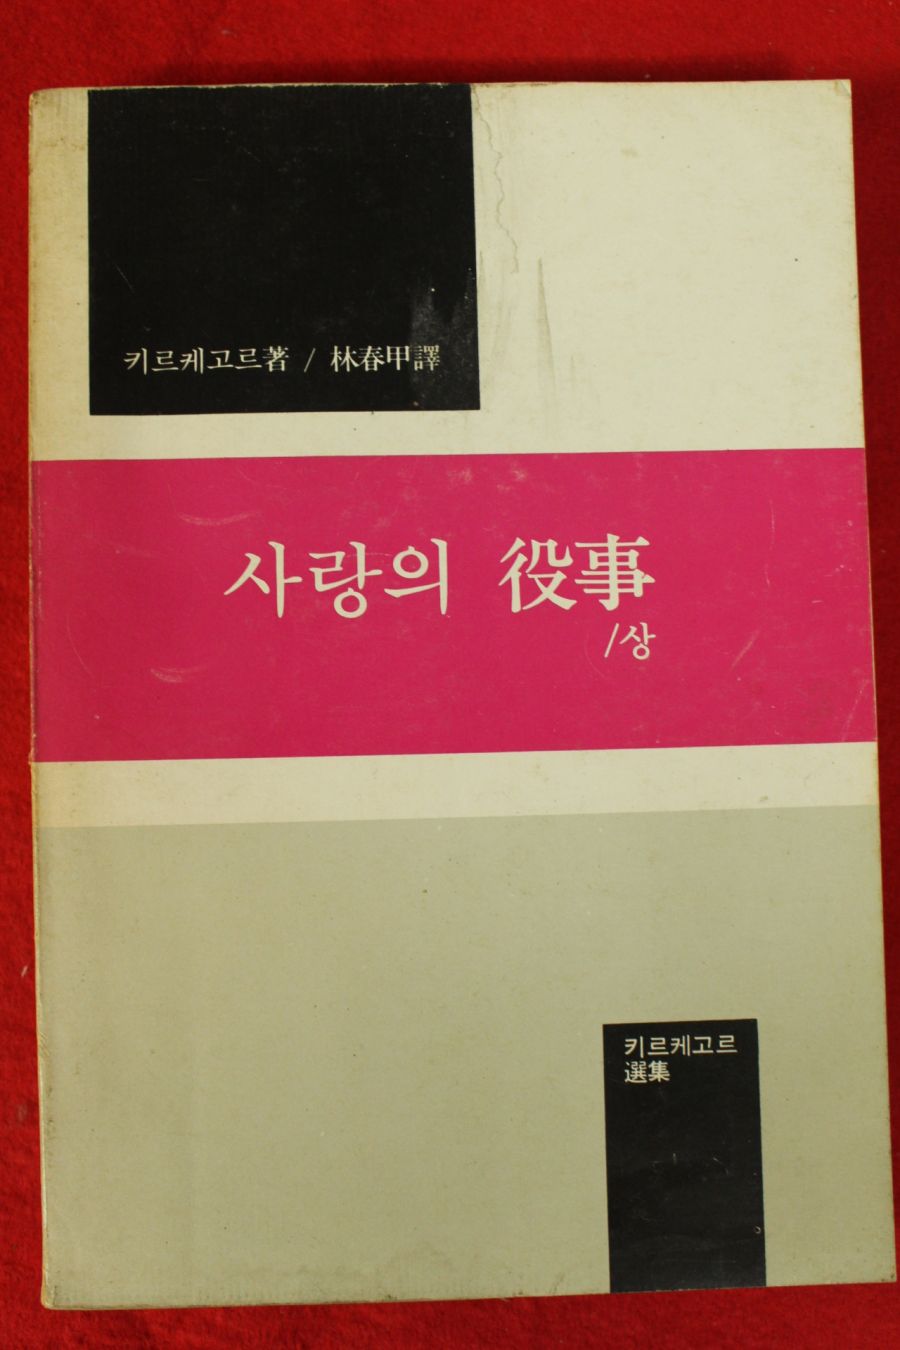 키르케고르著 / 林春甲譯
사랑의 役事
/상
키르케고르
選集